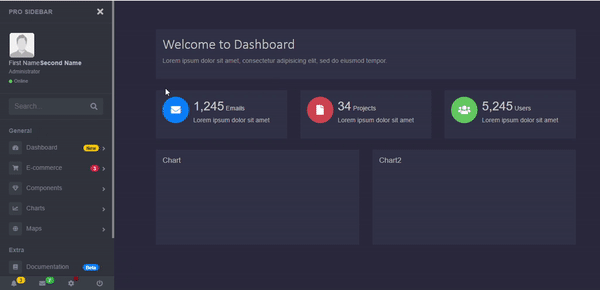 PRO SIDEBAR
First NameSecond Name
Administrator
Online
Search...
General
Dashboard New
E-commerce 3
Components
Charts
Maps
Extra
Documentation Beta
Welcome to Dashboard
Lorem ipsum dolor sit amet, consectetur adipisicing elit, sed do eiusmod tempor.
1,245 Emails
Lorem ipsum dolor sit amet
34 Projects
Lorem ipsum dolor sit amet
5,245 Users
Lorem ipsum dolor sit amet
Chart
Chart2